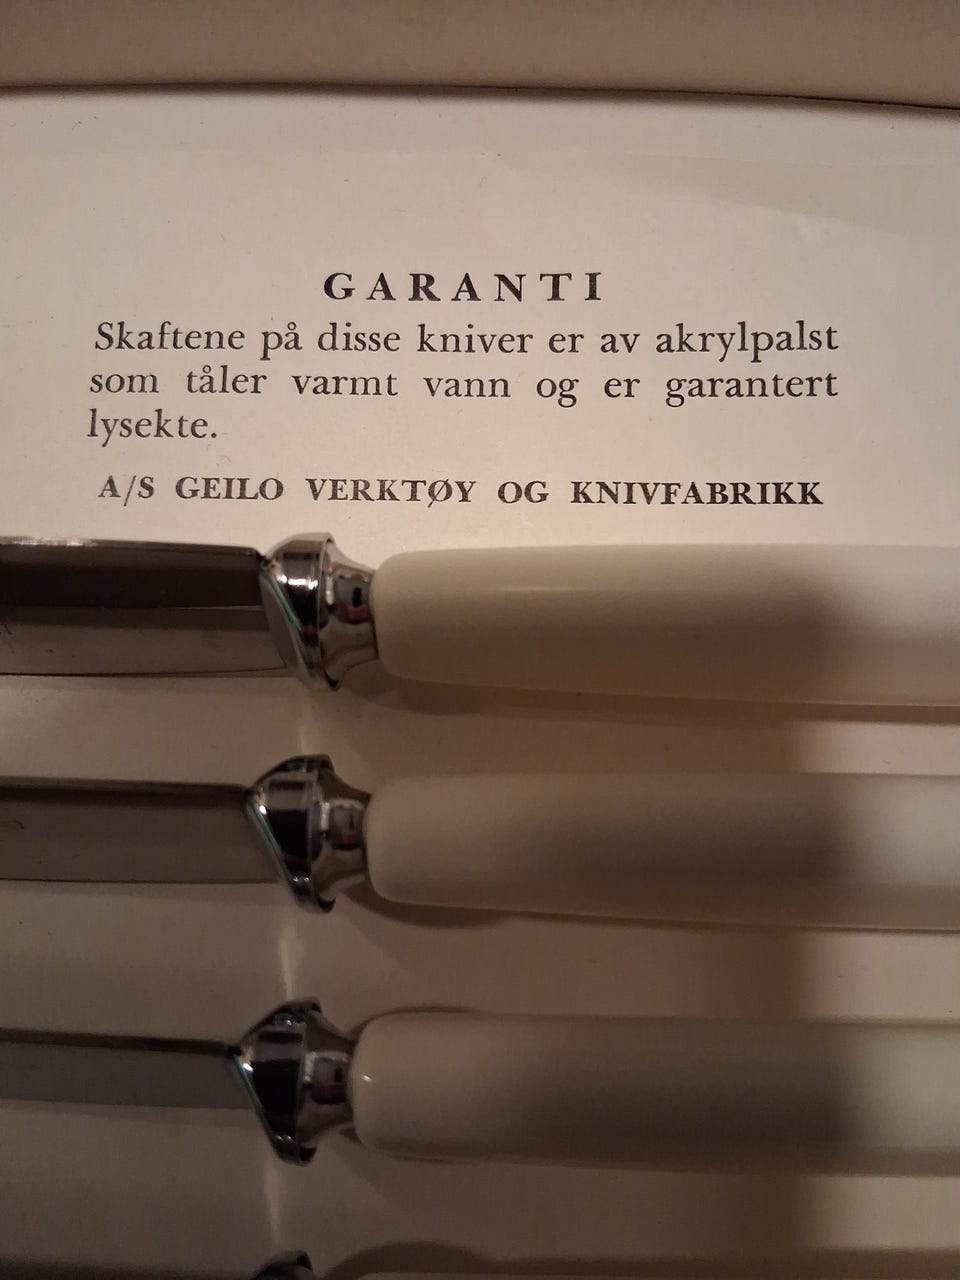 GARANTI
Skaftene på disse kniver er av akrylpalst
som tåler varmt vann og er garantert
lysekte.
A/S GEILO VERKTØY OG KNIVFABRIKK